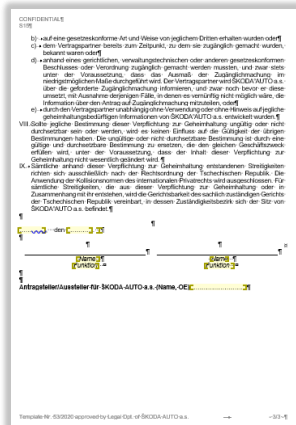 CONFIDENTIAL¶
b) → auf eine gesetzeskonforme Art und Weise von jeglichem Dritten erhalten wurden oder¶
c) → dem Vertragspartner bereits zum Zeitpunkt, zu dem sie zugänglich gemacht wurden,
bekannt waren oder¶
d) → anhand eines gerichtlichen, verwaltungstechnischen oder anderen gesetzeskonformen
Beschlusses oder Verordnung zugänglich gemacht werden mussten, und zwar stets
unter der Voraussetzung, dass das Ausmaß der Zugänglichmachung im
niedrigstmöglichen Maße durchgeführt wird. Der Vertragspartner wird ŠKODA°AUTO a.s.
über die geforderte Zugänglichmachung informieren, und zwar noch bevor er diese
umsetzt, mit Ausnahme derjenigen Fälle, in denen es vernünftig nicht möglich wäre, die
Information über den Antrag auf Zugänglichmachung mitzuteilen, oder¶
e) → durch den Vertragspartner unabhängig ohne Verwendung oder ohne Hinweis auf jegliche
geheimhaltungsbedürftigen Informationen von ŠKODA°AUTO a.s. entwickelt wurden.¶
VIII. Sollte jegliche Bestimmung dieser Verpflichtung zur Geheimhaltung ungültig oder nicht
durchsetzbar sein oder werden, wird es keinen Einfluss auf die Gültigkeit der übrigen
Bestimmungen haben. Die ungültige oder nicht durchsetzbare Bestimmung ist durch eine
gültige und durchsetzbare Bestimmung zu ersetzen, die den gleichen Geschäftszweck
erfüllen wird, unter der Voraussetzung, dass der Inhalt dieser Verpflichtung zur
Geheimhaltung nicht wesentlich geändert wird.¶
IX. → Sämtliche anhand dieser Verpflichtung zur Geheimhaltung entstandenen Streitigkeiten
richten sich ausschließlich nach der Rechtsordnung der Tschechischen Republik. Die
Anwendung der Kollisionsnormen des internationalen Privatrechts wird ausgeschlossen. Für
sämtliche Streitigkeiten, die aus dieser Verpflichtung zur Geheimhaltung oder im
Zusammenhang mit ihr entstehen, wird die Gerichtsbarkeit des sachlich zuständigen Gerichts
der Tschechischen Republik vereinbart, in dessen Zuständigkeitsbezirk sich der Sitz von
ŠKODA°AUTO a.s. befindet.¶
den
[Name] [Name]
[Funktion] [Funktion]
Antragsteller/Aussteller für ŠKODA AUTO a.s. (Name, OE)
Template Nr. 03/2020 approved by Legal Dpt. of ŠKODA AUTO a.s. → 3/3 ¶